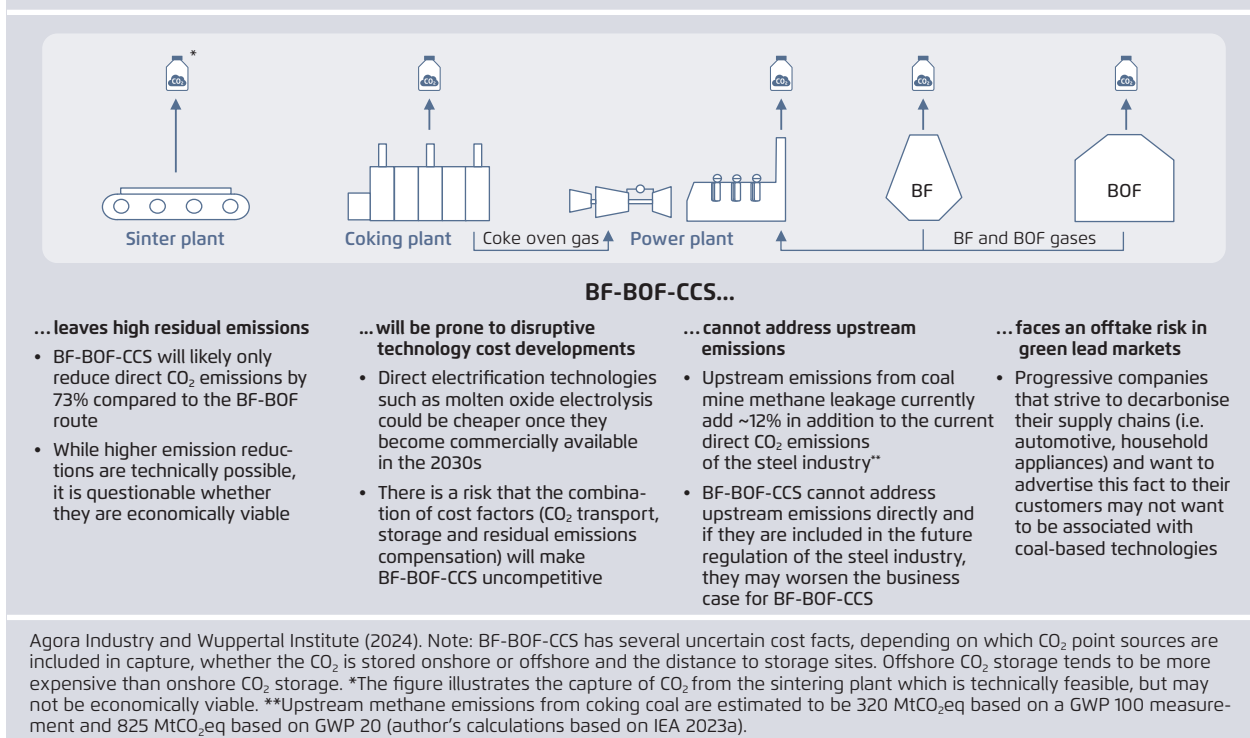 *
CO₂
CO₂
CO₂
CO₂
CO₂
BF
BOF
Sinter plant
Coking plant
Coke oven gas
Power plant
BF and BOF gases
BF-BOF-CCS...
...leaves high residual emissions
• BF-BOF-CCS will likely only
reduce direct CO₂ emissions by
73% compared to the BF-BOF
route
• While higher emission reduc-
tions are technically possible,
it is questionable whether
they are economically viable
...will be prone to disruptive
technology cost developments
• Direct electrification technologies
such as molten oxide electrolysis
could be cheaper once they
become commercially available
in the 2030s
• There is a risk that the combina-
tion of cost factors (CO₂ transport,
storage and residual emissions
compensation) will make
BF-BOF-CCS uncompetitive
...cannot address upstream
emissions
• Upstream emissions from coal
mine methane leakage currently
add ~12% in addition to the current
direct CO₂ emissions
of the steel industry**
• BF-BOF-CCS cannot address
upstream emissions directly and
if they are included in the future
regulation of the steel industry,
they may worsen the business
case for BF-BOF-CCS
...faces an offtake risk in
green lead markets
• Progressive companies
that strive to decarbonise
their supply chains (i.e.
automotive, household
appliances) and want to
advertise this fact to their
customers may not want
to be associated with
coal-based technologies
Agora Industry and Wuppertal Institute (2024). Note: BF-BOF-CCS has several uncertain cost facts, depending on which CO₂ point sources are
included in capture, whether the CO₂ is stored onshore or offshore and the distance to storage sites. Offshore CO₂ storage tends to be more
expensive than onshore CO₂ storage. *The figure illustrates the capture of CO₂ from the sintering plant which is technically feasible, but may
not be economically viable. **Upstream methane emissions from coking coal are estimated to be 320 MtCO₂eq based on a GWP 100 measure-
ment and 825 MtCO₂eq based on GWP 20 (author's calculations based on IEA 2023a).